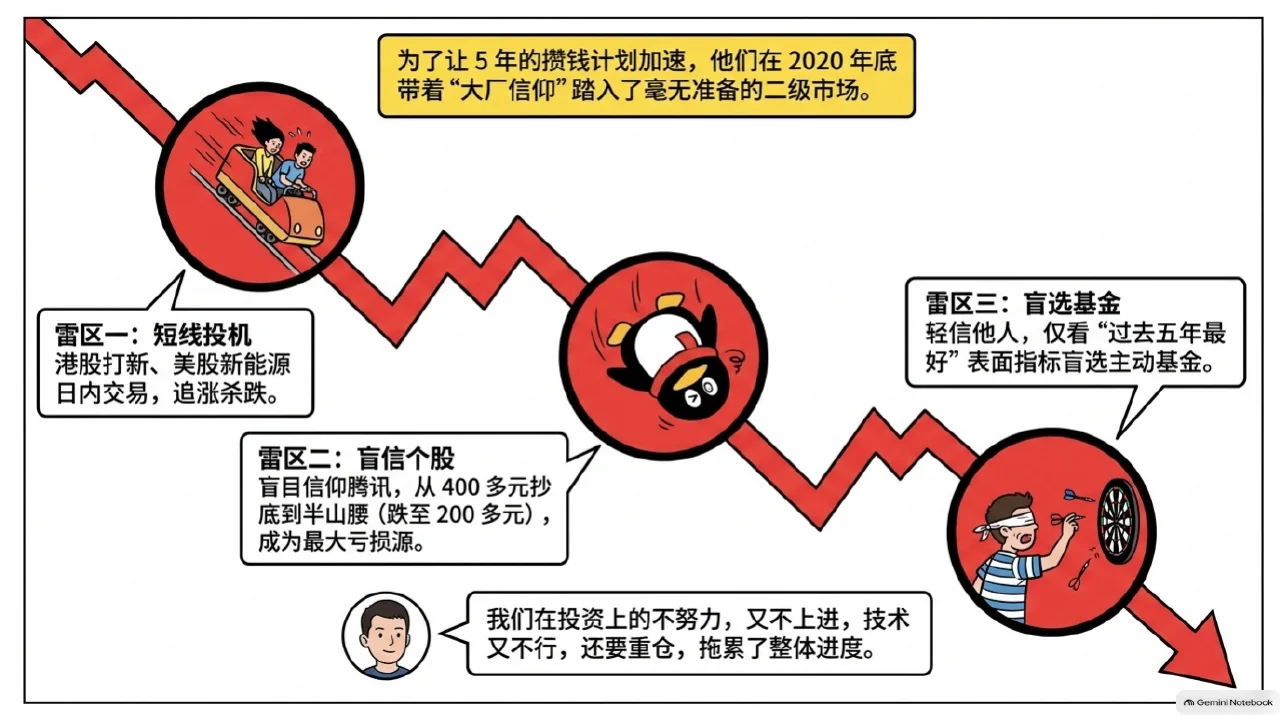 为了让 5 年的攒钱计划加速，他们在 2020 年底
带着“大厂信仰”踏入了毫无准备的二级市场。
雷区一：短线投机
港股打新、美股新能源
日内交易，追涨杀跌。
雷区二：盲信个股
盲目信仰腾讯，从 400 多元抄
底到半山腰（跌至 200 多元），
成为最大亏损源。
雷区三：盲选基金
轻信他人，仅看“过去五年最
好”表面指标盲选主动基金。
我们在投资上的不努力，又不上进，技术
又不行，还要重仓，拖累了整体进度。
Gemini Notebook